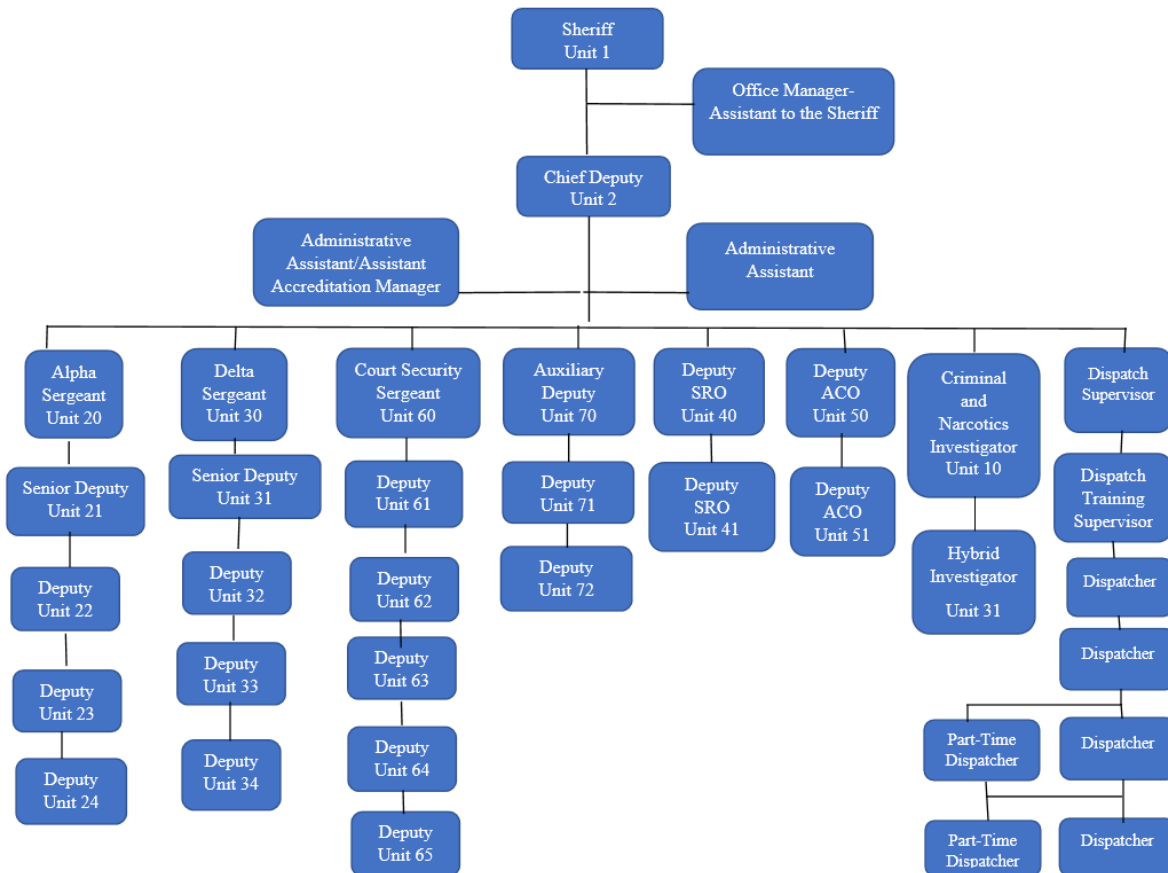 Sheriff
Unit 1
Office Manager-
Assistant to the Sheriff
Chief Deputy
Unit 2
Administrative
Assistant/Assistant
Accreditation Manager
Administrative
Assistant
Alpha
Sergeant
Unit 20
Delta
Sergeant
Unit 30
Court Security
Sergeant
Unit 60
Auxiliary
Deputy
Unit 70
Deputy
SRO
Unit 40
Deputy
ACO
Unit 50
Criminal
and
Narcotics
Investigator
Unit 10
Dispatch
Supervisor
Senior Deputy
Unit 21
Senior Deputy
Unit 31
Deputy
Unit 61
Deputy
Unit 71
Deputy
SRO
Unit 41
Deputy
ACO
Unit 51
Hybrid
Investigator
Unit 31
Dispatch
Training
Supervisor
Deputy
Unit 22
Deputy
Unit 32
Deputy
Unit 62
Deputy
Unit 72
Dispatcher
Deputy
Unit 23
Deputy
Unit 33
Deputy
Unit 63
Dispatcher
Deputy
Unit 24
Deputy
Unit 34
Deputy
Unit 64
Part-Time
Dispatcher
Dispatcher
Deputy
Unit 65
Part-Time
Dispatcher
Dispatcher